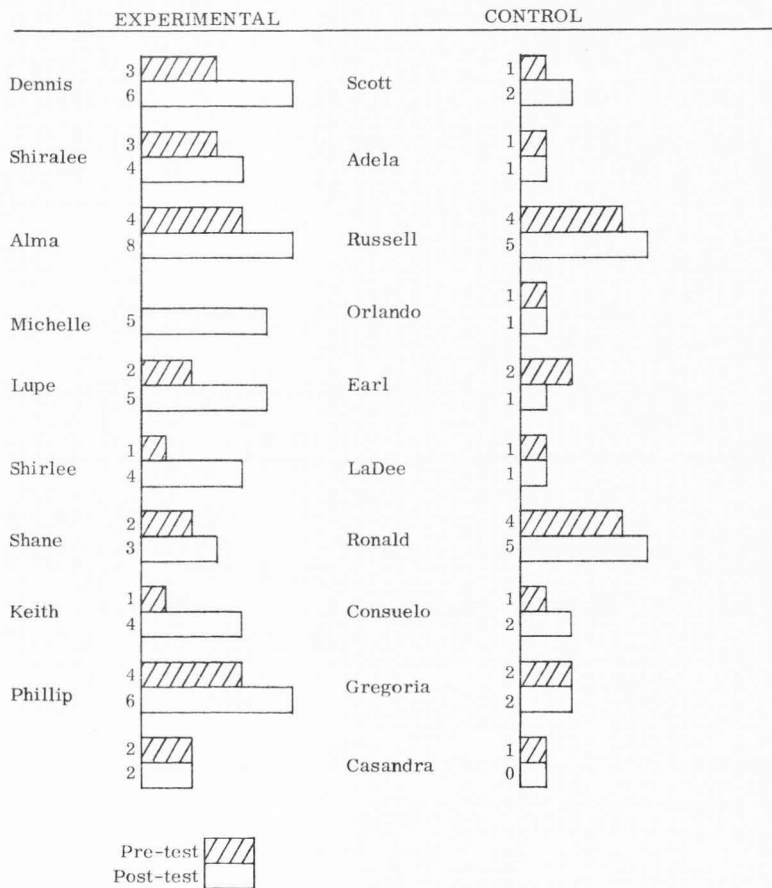 EXPERIMENTAL CONTROL
3
Dennis
6
1
Scott
2
3
Shiralee
4
1
Adela
1
4
Alma
8
4
Russell
5
Michelle 5
1
Orlando
1
2
Lupe
5
2
Earl
1
1
Shirlee
4
1
LaDee
1
2
Shane
3
4
Ronald
5
1
Keith
4
1
Consuelo
2
4
Phillip
6
2
Gregoria
2
2
2
1
Casandra
0
Pre-test
Post-test